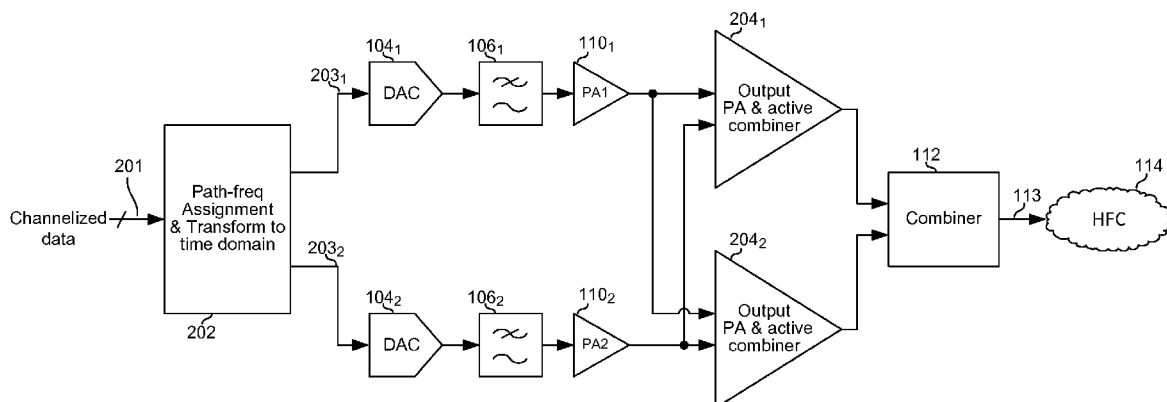 204₁
104₁
106₁
110₁
203₁
DAC
PA1
Output
PA & active
combiner
201
Channelized
data
Path-freq
Assignment
& Transform to
time domain
112
Combiner
113
114
HFC
203₂
204₂
104₂
106₂
110₂
202
DAC
PA2
Output
PA & active
combiner